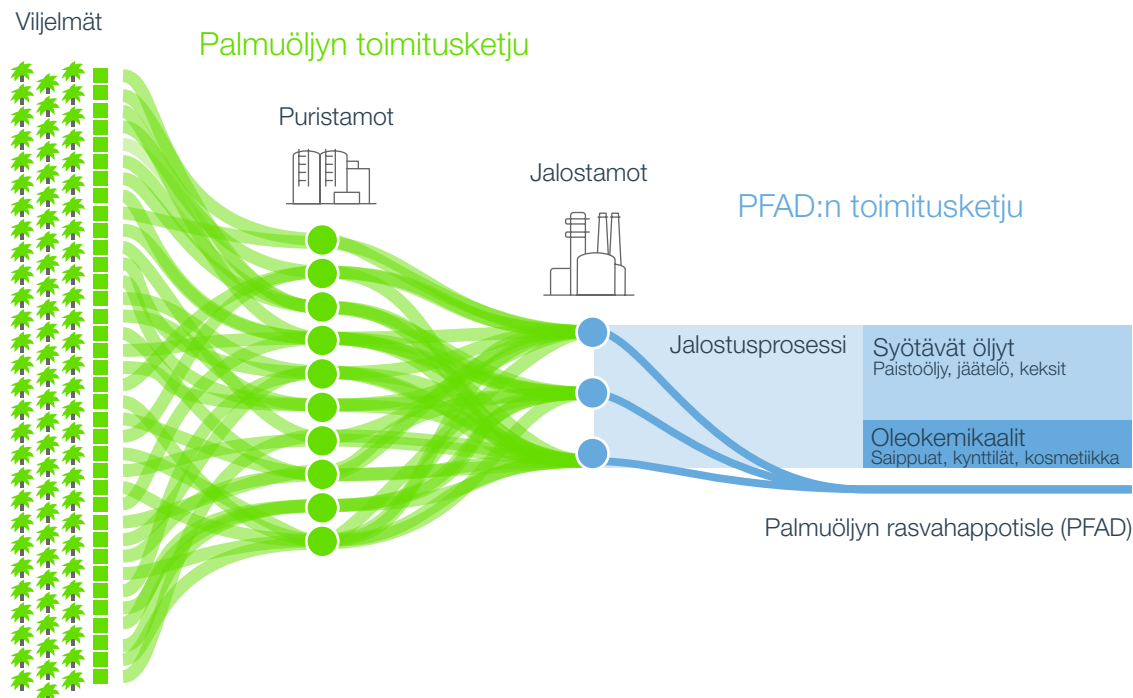 Viljelmät
Palmuöljyn toimitusketju
Puristamot
Jalostamot
PFAD:n toimitusketju
Jalostusprosessi
Syötävät öljyt
Paistoöljy, jäätelö, keksit
Oleokemikaalit
Saippuat, kynttilät, kosmetiikka
Palmuöljyn rasvahappotisle (PFAD)